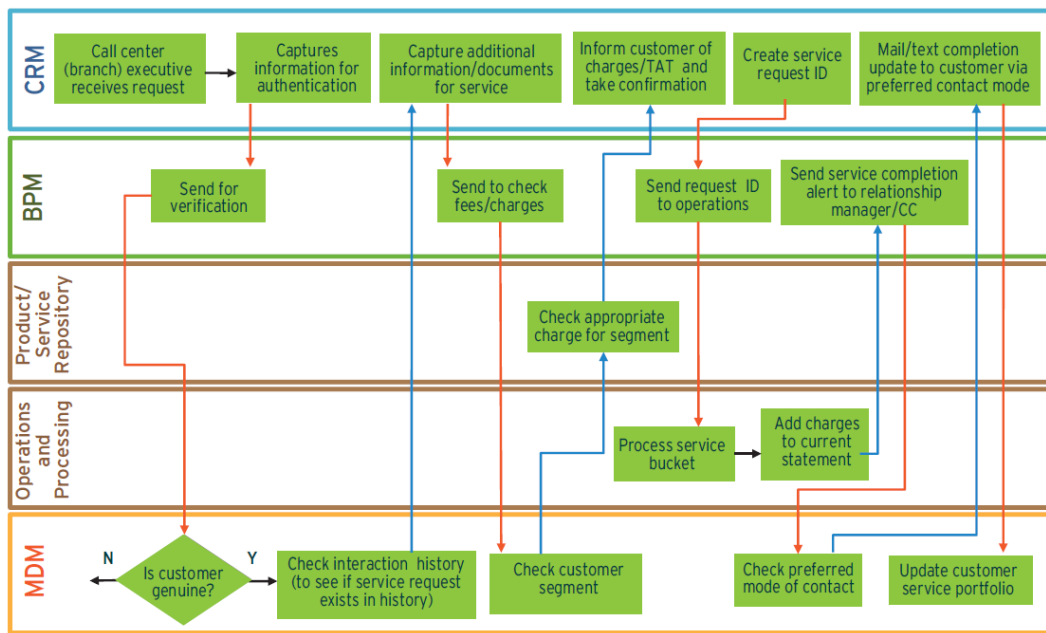 CRM
Call center
(branch) executive
receives request
Captures
information for
authentication
Capture additional
information/documents
for service
Inform customer of
charges/TAT and
take confirmation
Create service
request ID
Mail/text completion
update to customer via
preferred contact mode
BPM
Send for
verification
Send to check
fees/charges
Send request ID
to operations
Send service completion
alert to relationship
manager/CC
Product/
Service
Repository
Check appropriate
charge for segment
Operations
and
Processing
Process service
bucket
Add charges
to current
statement
MDM
N
Is customer
genuine?
Y
Check interaction history
(to see if service request
exists in history)
Check customer
segment
Check preferred
mode of contact
Update customer
service portfolio